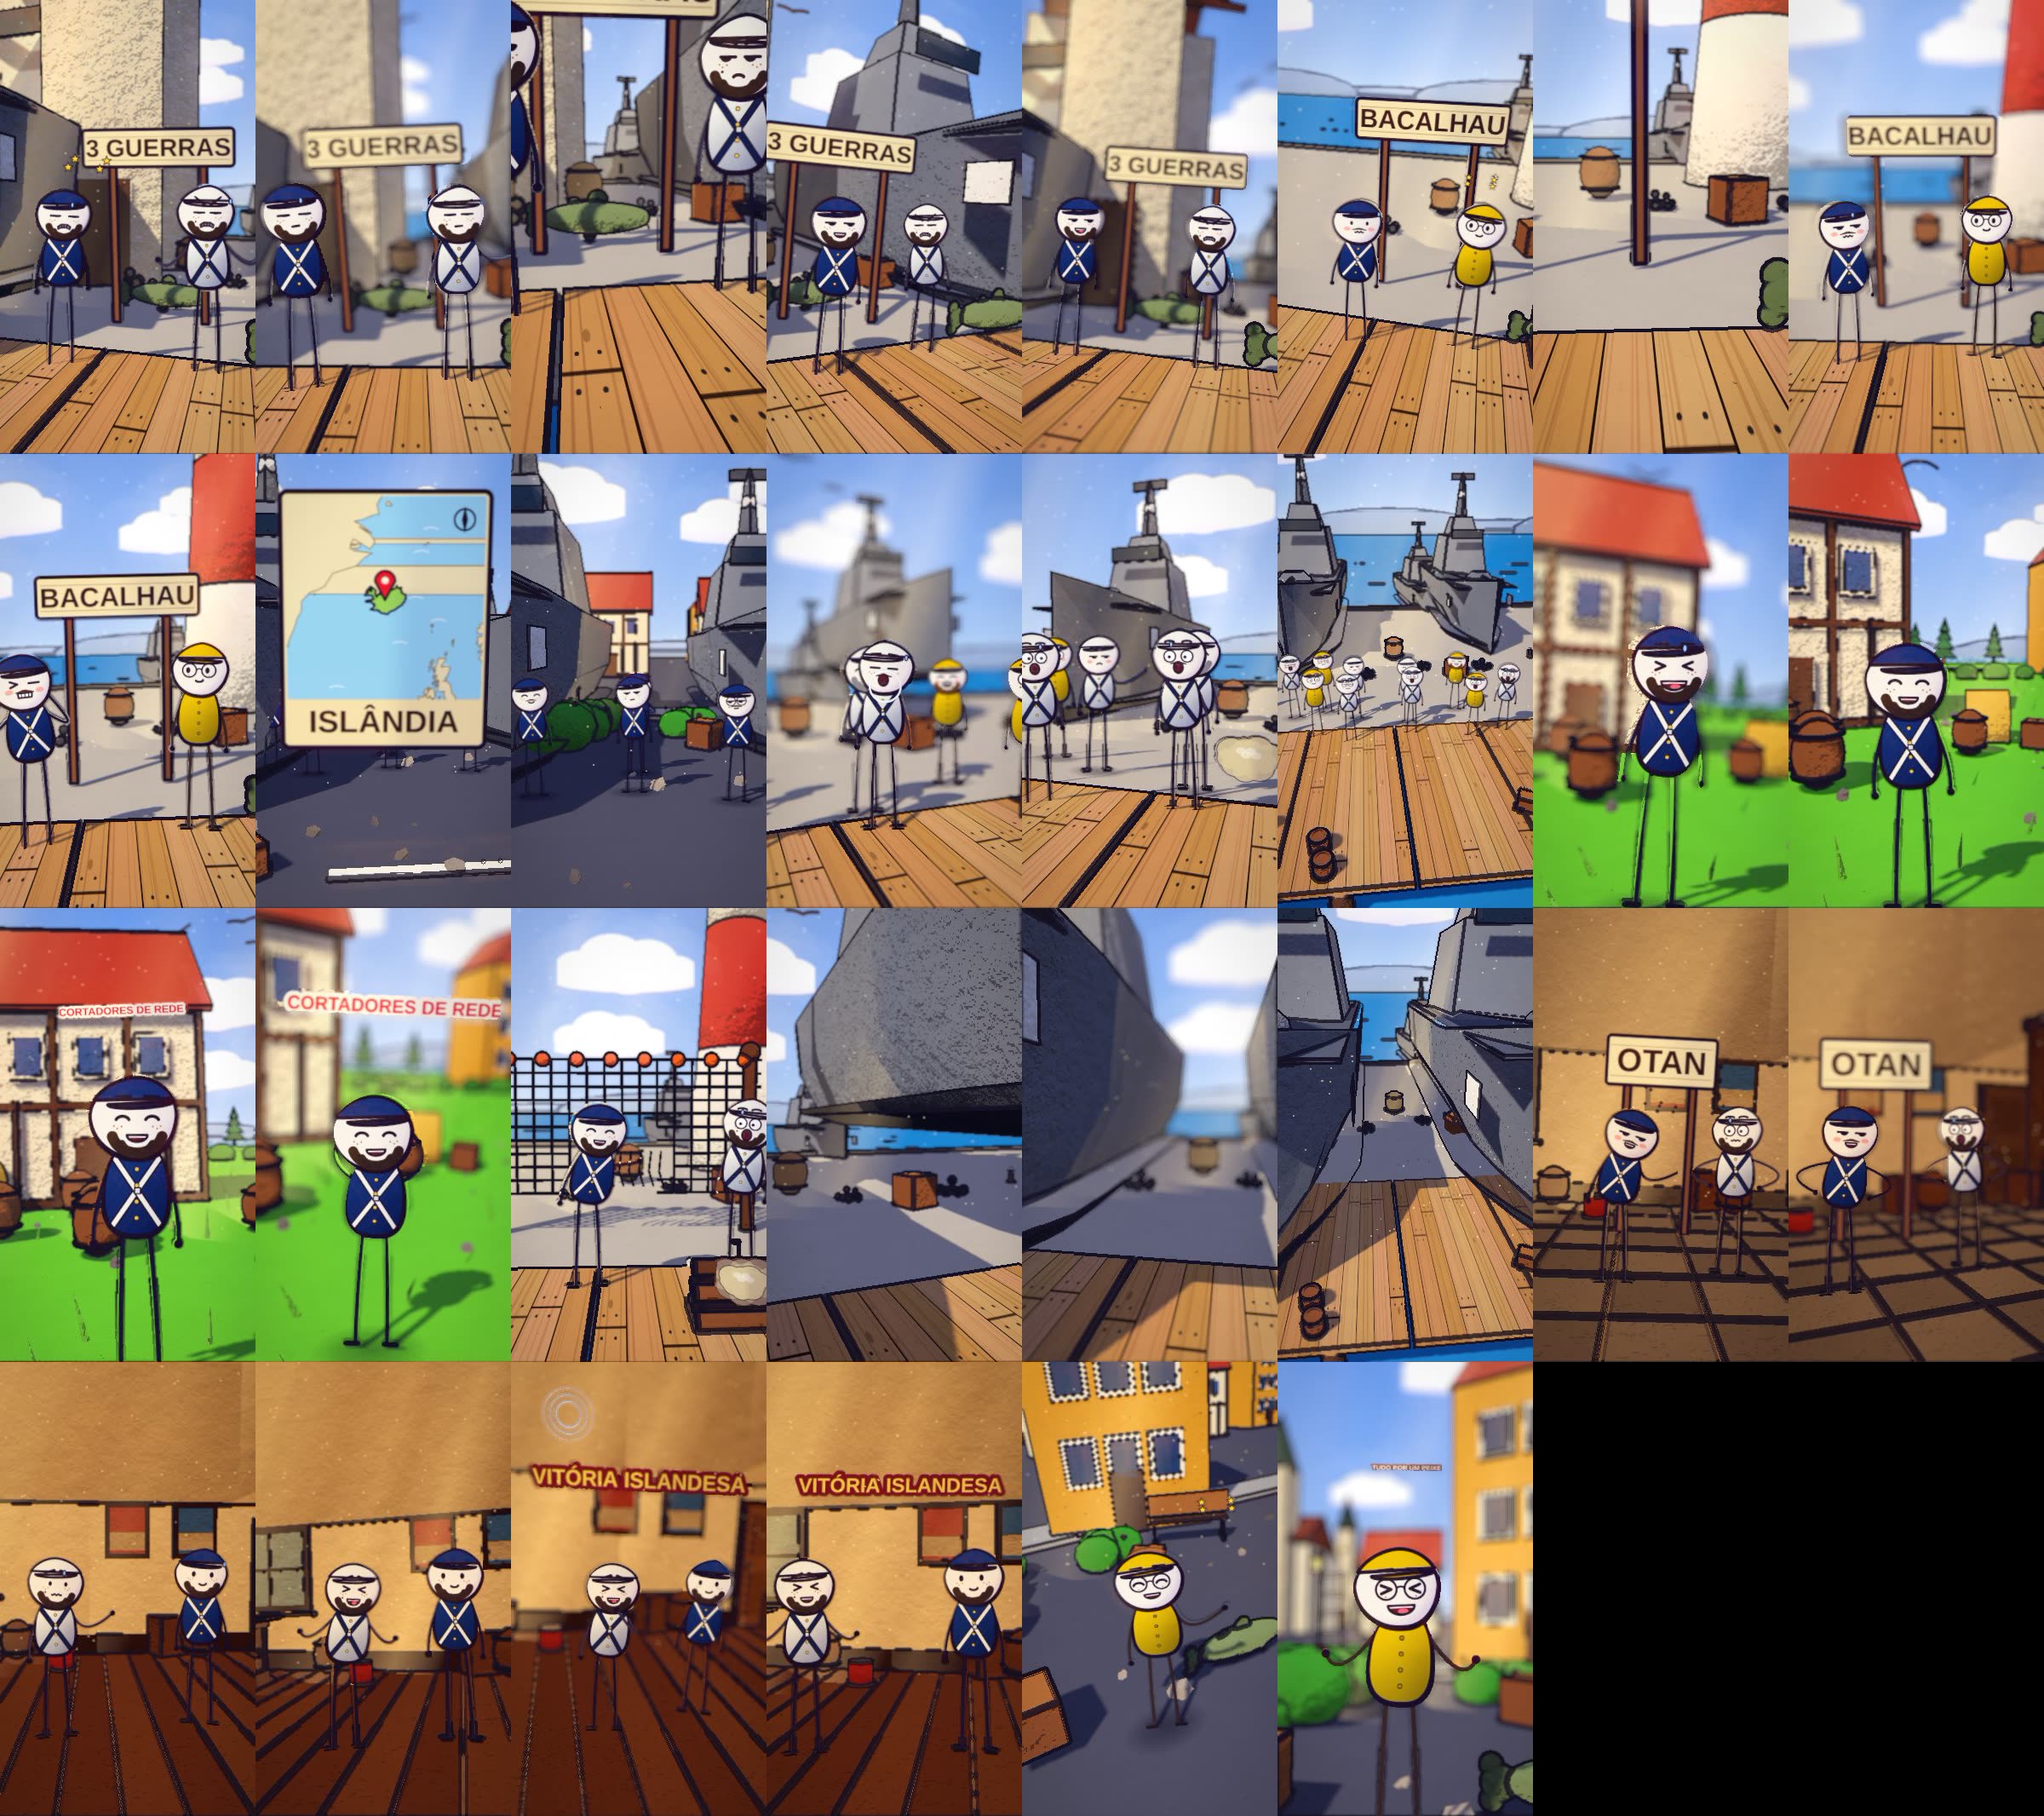 3 GUERRAS
3 GUERRAS
3 GUERRAS
3 GUERRAS
BACALHAU
BACALHAU
BACALHAU
ISLÂNDIA
CORTADORES DE REDE
CORTADORES DE REDE
OTAN
OTAN
VITÓRIA ISLANDESA
VITÓRIA ISLANDESA
TUDO POR UM PEIXE